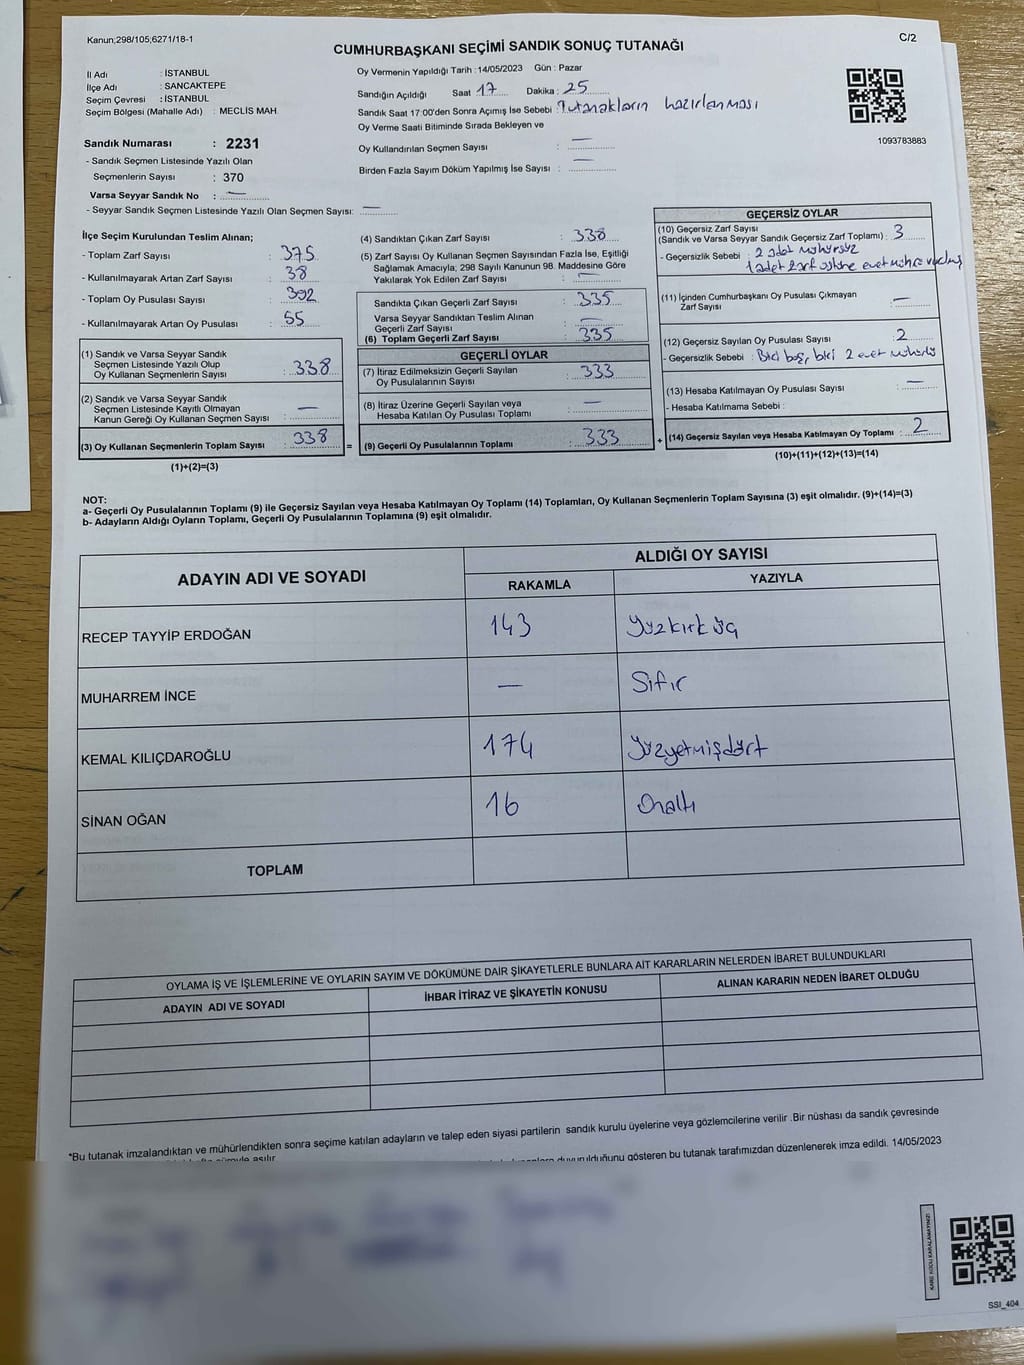 Kanun;298/105;6271/18-1
C/2
CUMHURBAŞKANI SEÇİMİ SANDIK SONUÇ TUTANAĞI
İl Adı : İSTANBUL
İlçe Adı : SANCAKTEPE
Seçim Çevresi : İSTANBUL
Seçim Bölgesi (Mahalle Adı) : MECLİS MAH.
Sandık Numarası : 2231
- Sandık Seçmen Listesinde Yazılı Olan
Seçmenlerin Sayısı : 370
Varsa Seyyar Sandık No : —
- Seyyar Sandık Seçmen Listesinde Yazılı Olan Seçmen Sayısı: —
Oy Vermenin Yapıldığı Tarih : 14/05/2023 Gün : Pazar
Sandığın Açıldığı Saat 17 Dakika : 25
Sandık Saat 17:00'den Sonra Açımış İse Sebebi : Tutanakların hazırlanması
Oy Verme Saati Bitiminde Sırada Bekleyen ve
Oy Kullandırılan Seçmen Sayısı : —
Birden Fazla Sayım Döküm Yapılmış İse Sayısı : —
1093783883
İlçe Seçim Kurulundan Teslim Alınan;
- Toplam Zarf Sayısı : 375
- Kullanılmayarak Artan Zarf Sayısı : 38
- Toplam Oy Pusulası Sayısı : 392
- Kullanılmayarak Artan Oy Pusulası : 55
(1) Sandık ve Varsa Seyyar Sandık
Seçmen Listesinde Yazılı Olup
Oy Kullanan Seçmenlerin Sayısı : 338
(2) Sandık ve Varsa Seyyar Sandık
Seçmen Listesinde Kayıtlı Olmayan
Kanun Gereği Oy Kullanan Seçmen Sayısı : —
(3) Oy Kullanan Seçmenlerin Toplam Sayısı : 338 =
(1)+(2)=(3)
(4) Sandıktan Çıkan Zarf Sayısı : 338
(5) Zarf Sayısı Oy Kullanan Seçmen Sayısından Fazla İse, Eşitliği
Sağlamak Amacıyla; 298 Sayılı Kanunun 98. Maddesine Göre
Yakılarak Yok Edilen Zarf Sayısı : —
Sandıkta Çıkan Geçerli Zarf Sayısı : 335
Varsa Seyyar Sandıktan Teslim Alınan
Geçerli Zarf Sayısı : —
(6) Toplam Geçerli Zarf Sayısı : 335
GEÇERLİ OYLAR
(7) İtiraz Edilmeksizin Geçerli Sayılan
Oy Pusulalarının Sayısı : 333
(8) İtiraz Üzerine Geçerli Sayılan veya
Hesaba Katılan Oy Pusulası Toplamı : —
(9) Geçerli Oy Pusulalarının Toplamı : 333 +
GEÇERSİZ OYLAR
(10) Geçersiz Zarf Sayısı
(Sandık ve Varsa Seyyar Sandık Geçersiz Zarf Toplamı) : 3
- Geçersizlik Sebebi : 2 adet mühürsüz
1 adet zarf üstüne evet mührü
(11) İçinden Cumhurbaşkanı Oy Pusulası Çıkmayan
Zarf Sayısı : —
(12) Geçersiz Sayılan Oy Pusulası Sayısı : 2
- Geçersizlik Sebebi : Biri boş, biri 2 evet mühürlü
(13) Hesaba Katılmayan Oy Pusulası Sayısı : —
- Hesaba Katılmama Sebebi :
(14) Geçersiz Sayılan veya Hesaba Katılmayan Oy Toplamı : 2
(10)+(11)+(12)+(13)=(14)
NOT:
a- Geçerli Oy Pusulalarının Toplamı (9) ile Geçersiz Sayılan veya Hesaba Katılmayan Oy Toplamı (14) Toplamları, Oy Kullanan Seçmenlerin Toplam Sayısına (3) eşit olmalıdır. (9)+(14)=(3)
b- Adayların Aldığı Oyların Toplamı, Geçerli Oy Pusulalarının Toplamına (9) eşit olmalıdır.
ADAYIN ADI VE SOYADI
ALDIĞI OY SAYISI
RAKAMLA YAZIYLA
RECEP TAYYİP ERDOĞAN 143 Yüzkırküç
MUHARREM İNCE — Sıfır
KEMAL KILIÇDAROĞLU 174 Yüzyetmişdört
SİNAN OĞAN 16 Onaltı
TOPLAM
OYLAMA İŞ VE İŞLEMLERİNE VE OYLARIN SAYIM VE DÖKÜMÜNE DAİR ŞİKAYETLERLE BUNLARA AİT KARARLARIN NELERDEN İBARET BULUNDUKLARI
ADAYIN ADI VE SOYADI İHBAR İTİRAZ VE ŞİKAYETİN KONUSU ALINAN KARARIN NEDEN İBARET OLDUĞU
*Bu tutanak imzalandıktan ve mühürlendikten sonra seçime katılan adayların ve talep eden siyasi partilerin sandık kurulu üyelerine veya gözlemcilerine verilir .Bir nüshası da sandık çevresinde
duyurulduğunu gösteren bu tutanak tarafımızdan düzenlenerek imza edildi. 14/05/2023
KARE KODU KARALAMAYINIZ!
SSI_404